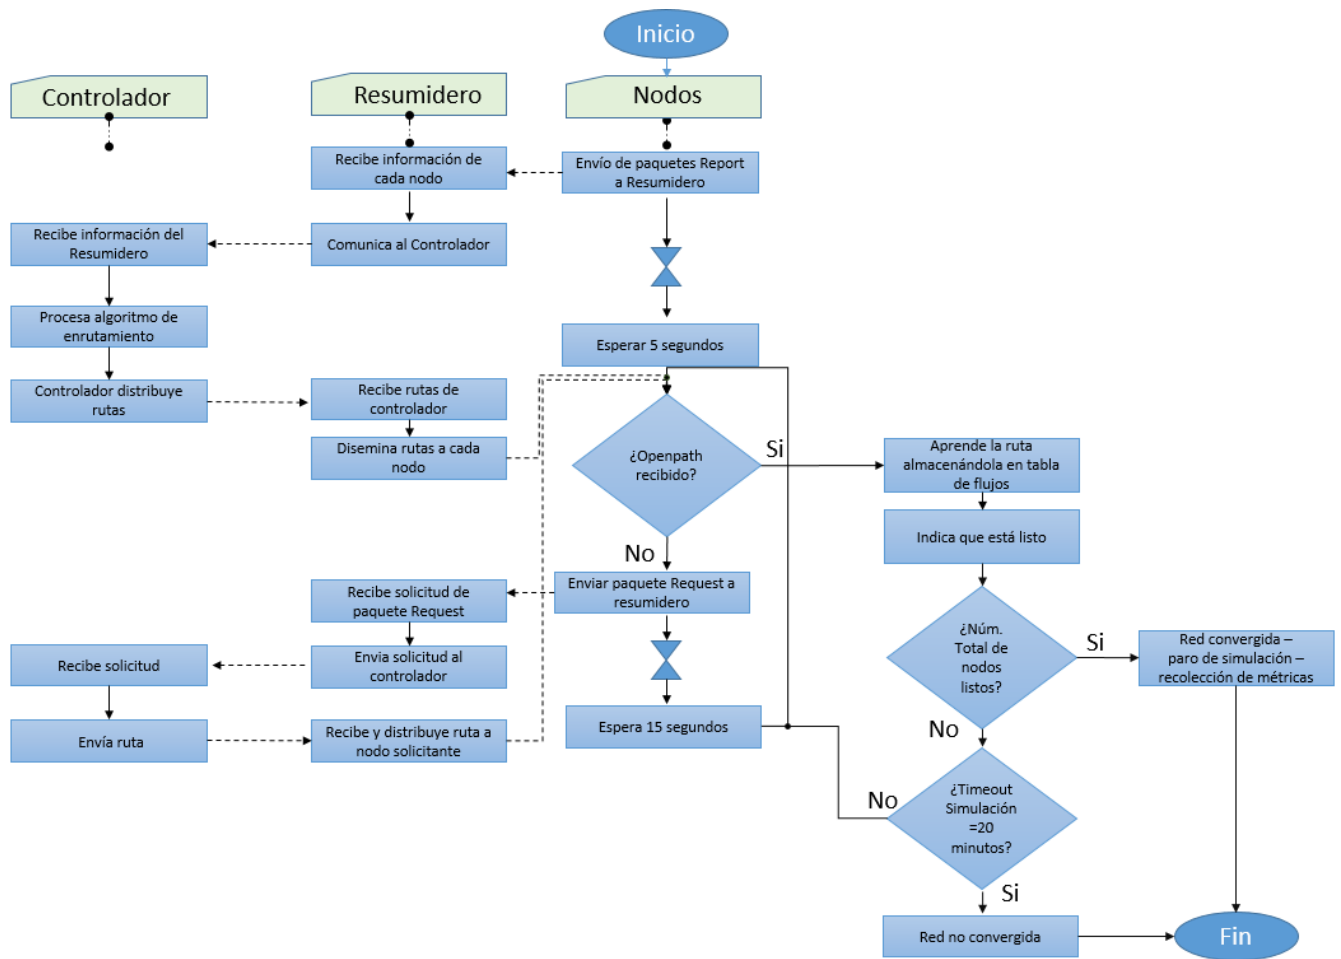 Inicio
Controlador
Resumidero
Nodos
Recibe información de
cada nodo
Envío de paquetes Report
a Resumidero
Recibe información del
Resumidero
Comunica al Controlador
Procesa algoritmo de
enrutamiento
Esperar 5 segundos
Controlador distribuye
rutas
Recibe rutas de
controlador
Disemina rutas a cada
nodo
¿Openpath
recibido?
Si
Aprende la ruta
almacenándola en tabla
de flujos
Indica que está listo
No
Enviar paquete Request a
resumidero
Recibe solicitud de
paquete Request
Envia solicitud al
controlador
Recibe solicitud
¿Núm.
Total de
nodos
listos?
Si
Red convergida –
paro de simulación –
recolección de métricas
Envía ruta
Recibe y distribuye ruta a
nodo solicitante
Espera 15 segundos
No
¿Timeout
Simulación
=20
minutos?
No
Si
Red no convergida
Fin